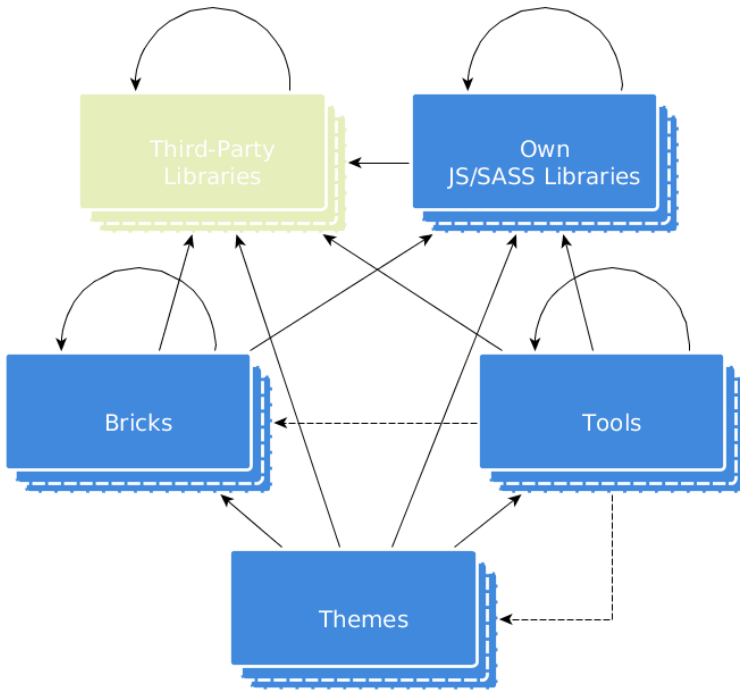 Third-Party
Libraries
Own
JS/SASS Libraries
Bricks
Tools
Themes